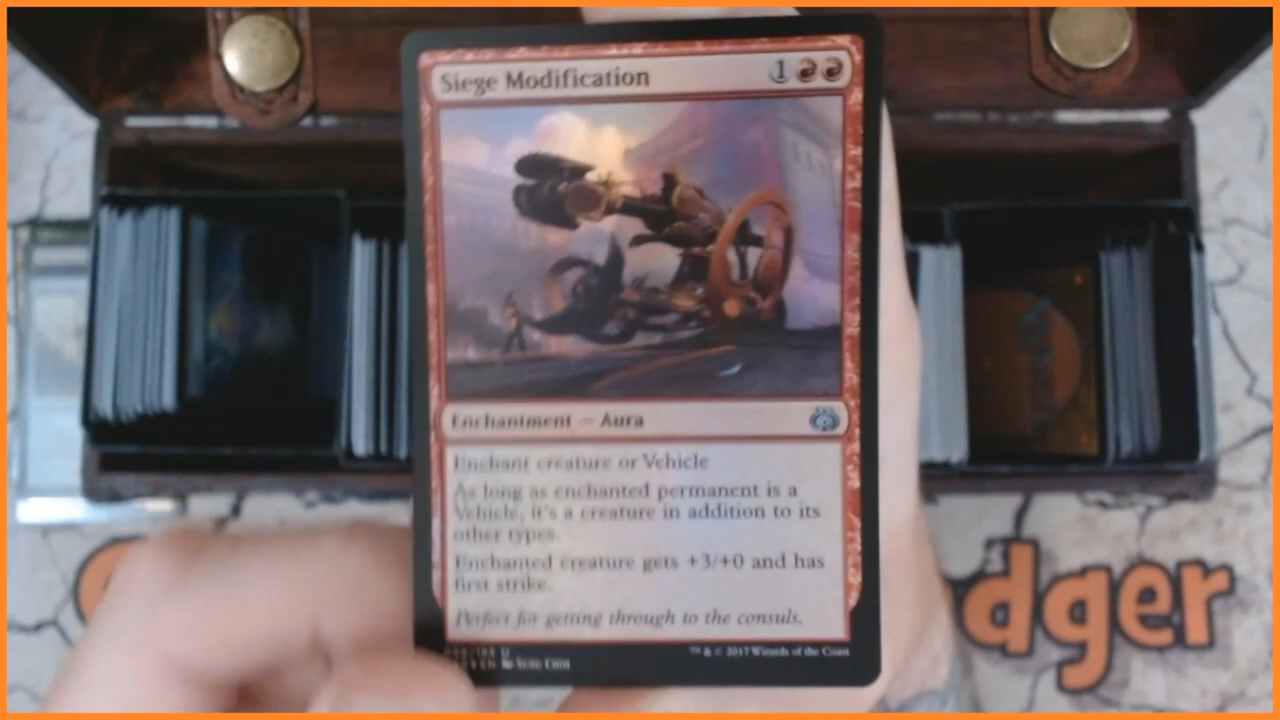 Siege Modification 1
Enchantment — Aura
Enchant creature or Vehicle
As long as enchanted permanent is a
Vehicle, it's a creature in addition to its
other types.
Enchanted creature gets +3/+0 and has
first strike.
Perfect for getting through to the consuls.
U
EN
™ & © 2017 Wizards of the Coast
dger